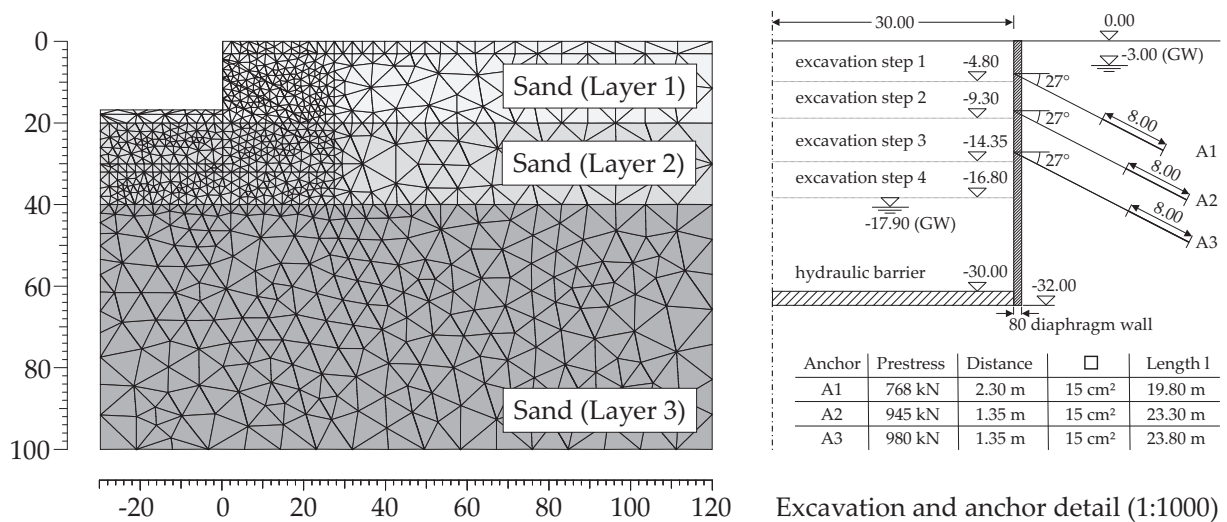 0
20
40
60
80
100
Sand (Layer 1)
Sand (Layer 2)
Sand (Layer 3)
-20 0 20 40 60 80 100 120
30.00
0.00
-3.00 (GW)
excavation step 1
-4.80
27°
excavation step 2
-9.30
27°
8.00
A1
excavation step 3
-14.35
27°
8.00
A2
excavation step 4
-16.80
8.00
A3
-17.90 (GW)
hydraulic barrier
-30.00
-32.00
80 diaphragm wall
Anchor Prestress Distance □ Length l
A1 768 kN 2.30 m 15 cm² 19.80 m
A2 945 kN 1.35 m 15 cm² 23.30 m
A3 980 kN 1.35 m 15 cm² 23.80 m
Excavation and anchor detail (1:1000)